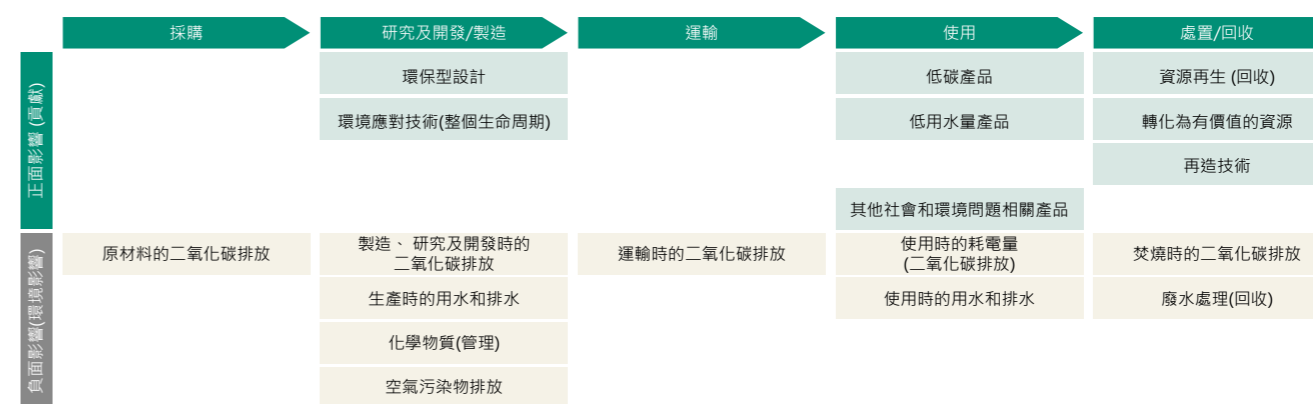 採購
研究及開發/製造
運輸
使用
處置/回收
正面影響 (貢獻)
環保型設計
低碳產品
資源再生 (回收)
環境應對技術(整個生命周期)
低用水量產品
轉化為有價值的資源
再造技術
其他社會和環境問題相關產品
負面影響(環境影響)
原材料的二氧化碳排放
製造、 研究及開發時的
二氧化碳排放
運輸時的二氧化碳排放
使用時的耗電量
(二氧化碳排放)
焚燒時的二氧化碳排放
生產時的用水和排水
使用時的用水和排水
廢水處理(回收)
化學物質(管理)
空氣污染物排放